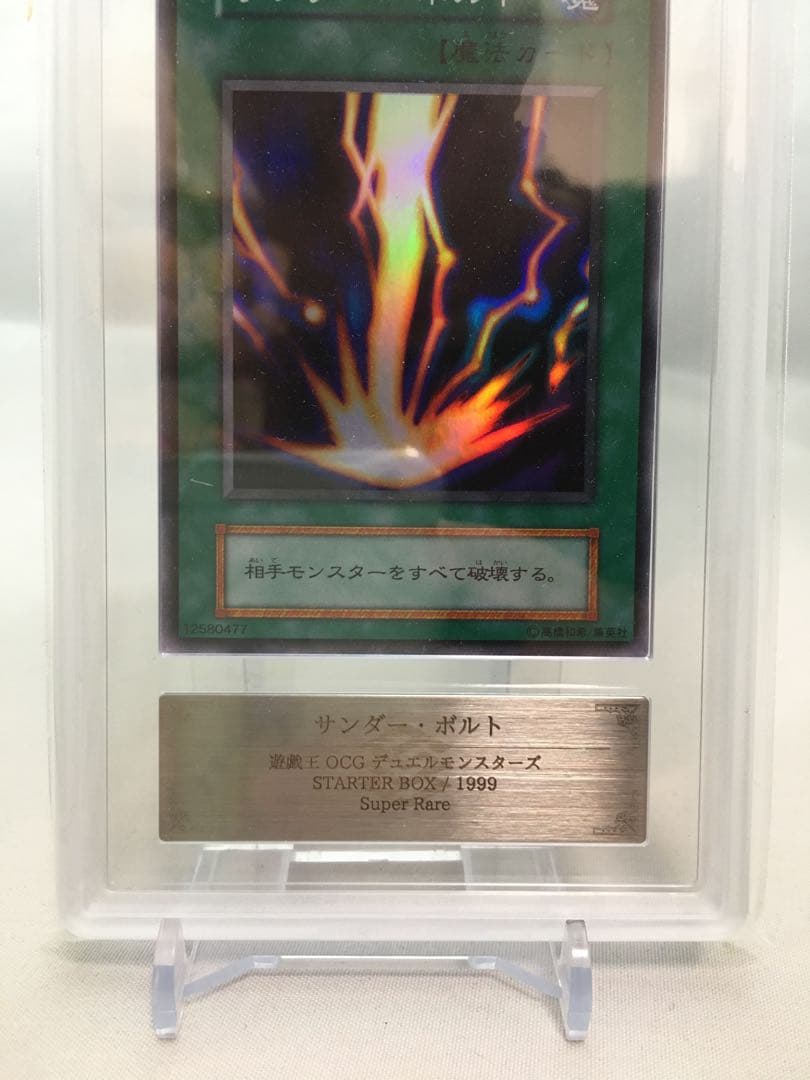 魔
【魔法カード】
相手モンスターをすべて破壊する。
12580477
©高橋和希/集英社
サンダー・ボルト
遊戯王 OCG デュエルモンスターズ
STARTER BOX / 1999
Super Rare